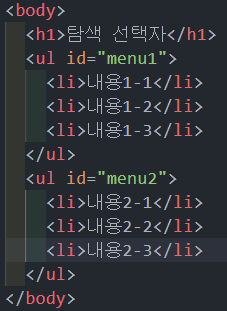 <body>
<h1>탐색 선택자</h1>
<ul id="menu1">
<li>내용1-1</li>
<li>내용1-2</li>
<li>내용1-3</li>
</ul>
<ul id="menu2">
<li>내용2-1</li>
<li>내용2-2</li>
<li>내용2-3</li>
</ul>
</body>